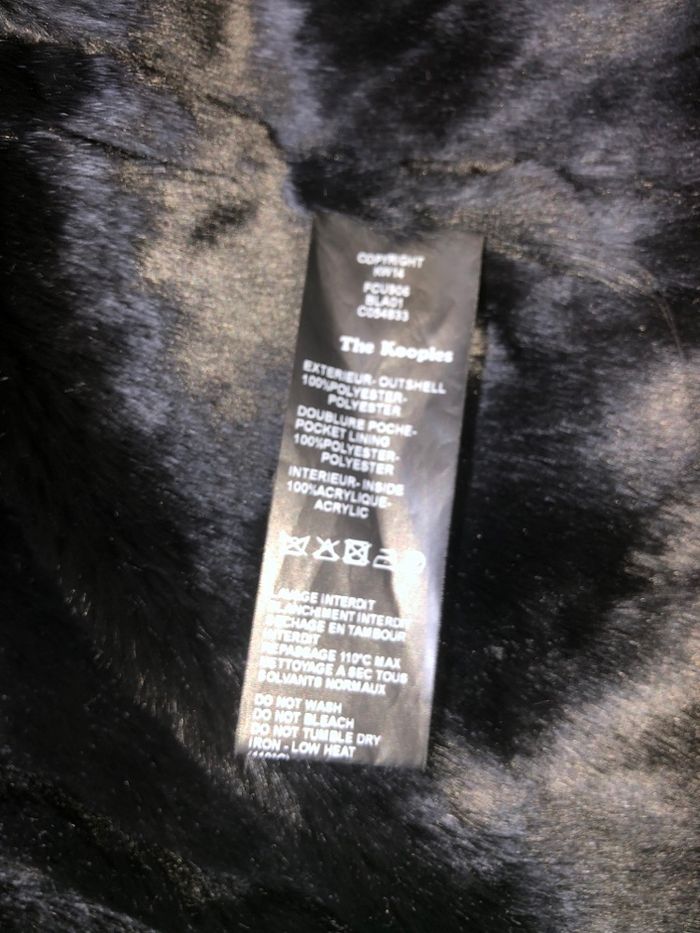 COPYRIGHT
KW14
FCUS06
BLA01
C054833
The Kooples
EXTERIEUR- OUTSHELL
100%POLYESTER-
POLYESTER
DOUBLURE POCHE-
POCKET LINING
100%POLYESTER-
POLYESTER
INTERIEUR- INSIDE
100%ACRYLIQUE-
ACRYLIC
LAVAGE INTERDIT
BLANCHIMENT INTERDIT
SECHAGE EN TAMBOUR
INTERDIT
REPASSAGE 110°C MAX
NETTOYAGE A SEC TOUS
SOLVANTS NORMAUX
DO NOT WASH
DO NOT BLEACH
DO NOT TUMBLE DRY
IRON - LOW HEAT